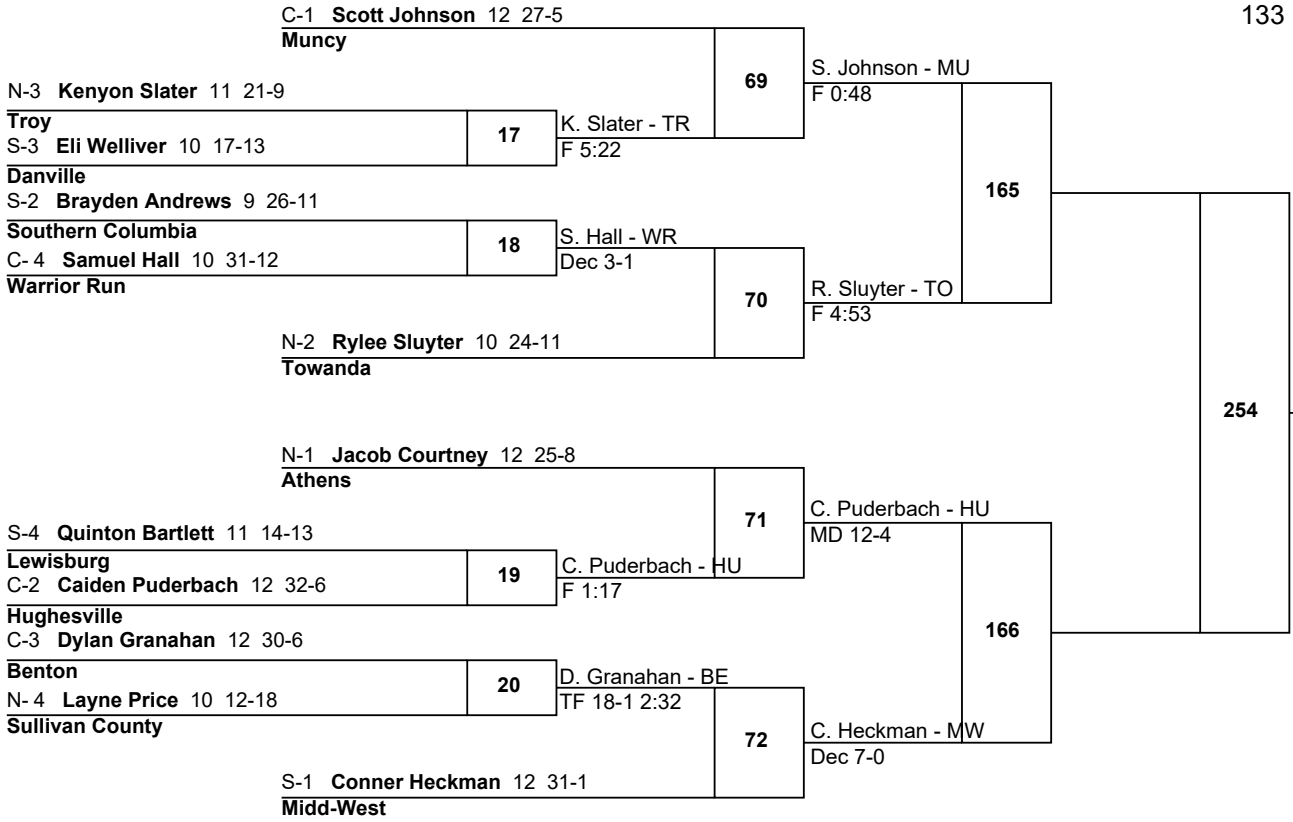 C-1 Scott Johnson 12 27-5
133
Muncy
69
S. Johnson - MU
F 0:48
N-3 Kenyon Slater 11 21-9
Troy
17
K. Slater - TR
F 5:22
S-3 Eli Welliver 10 17-13
Danville
165
S-2 Brayden Andrews 9 26-11
Southern Columbia
18
S. Hall - WR
Dec 3-1
C- 4 Samuel Hall 10 31-12
Warrior Run
70
R. Sluyter - TO
F 4:53
N-2 Rylee Sluyter 10 24-11
Towanda
254
N-1 Jacob Courtney 12 25-8
Athens
71
C. Puderbach - HU
MD 12-4
S-4 Quinton Bartlett 11 14-13
Lewisburg
19
C. Puderbach - HU
F 1:17
C-2 Caiden Puderbach 12 32-6
Hughesville
166
C-3 Dylan Granahan 12 30-6
Benton
20
D. Granahan - BE
TF 18-1 2:32
N- 4 Layne Price 10 12-18
Sullivan County
72
C. Heckman - MW
Dec 7-0
S-1 Conner Heckman 12 31-1
Midd-West